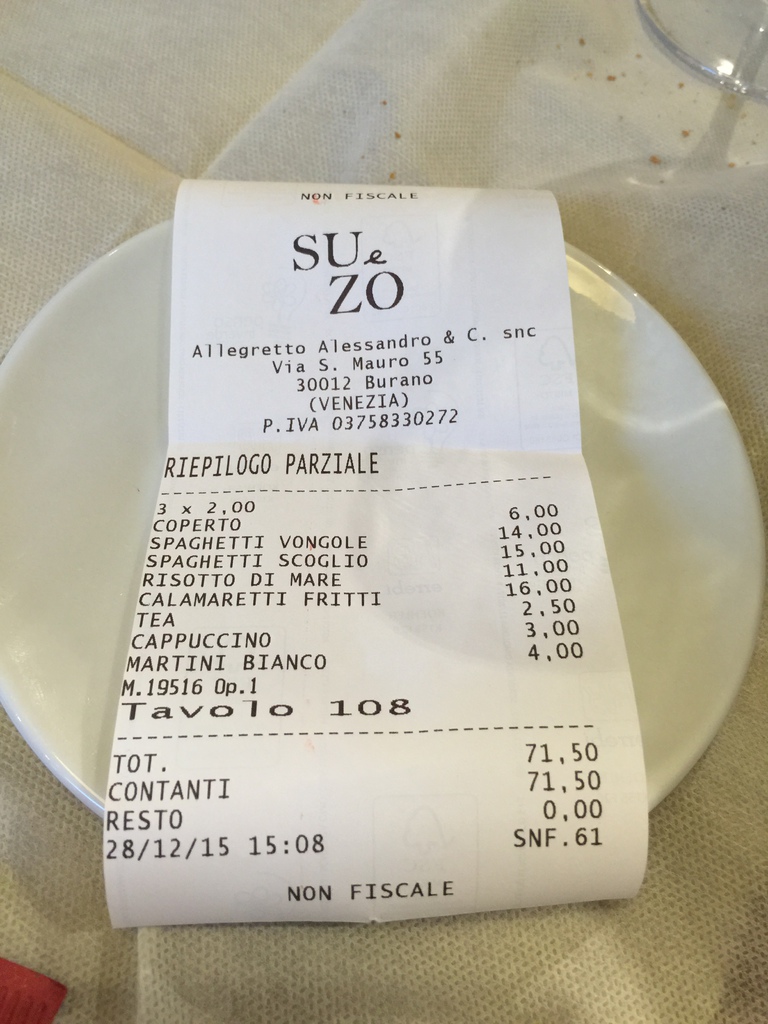 NON FISCALE
SU e
ZO
Allegretto Alessandro & C. snc
Via S. Mauro 55
30012 Burano
(VENEZIA)
P.IVA 03758330272
RIEPILOGO PARZIALE
3 x 2,00
COPERTO 6,00
SPAGHETTI VONGOLE 14,00
SPAGHETTI SCOGLIO 15,00
RISOTTO DI MARE 11,00
CALAMARETTI FRITTI 16,00
TEA 2,50
CAPPUCCINO 3,00
MARTINI BIANCO 4,00
M.19516 Op.1
Tavolo 108
TOT. 71,50
CONTANTI 71,50
RESTO 0,00
28/12/15 15:08 SNF.61
NON FISCALE